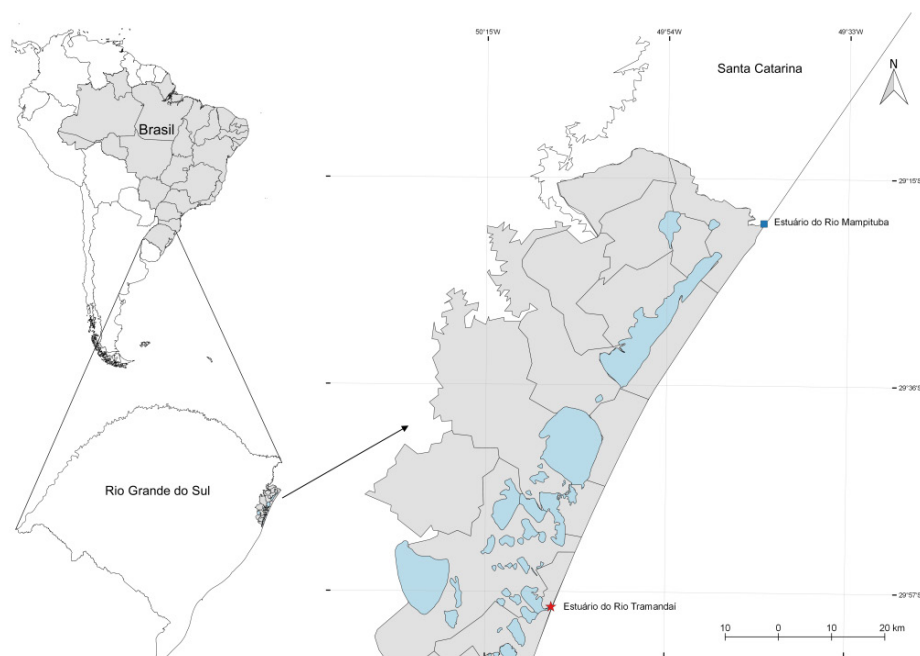 50°15'W
49°54'W
49°33'W
Santa Catarina
N
Brasil
29°15'S
Estuário do Rio Mampituba
29°36'S
Rio Grande do Sul
29°57'S
Estuário do Rio Tramandaí
10 0 10 20 km